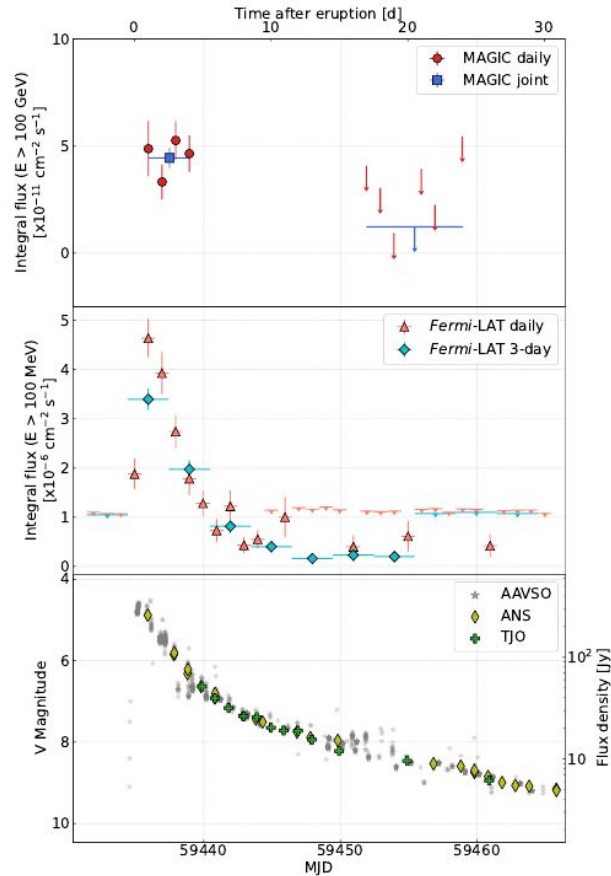 Time after eruption [d]
0 10 20 30
10
5
0
Integral flux (E > 100 GeV)
[x10⁻¹¹ cm⁻² s⁻¹]
MAGIC daily
MAGIC joint
5
4
3
2
1
0
Integral flux (E > 100 MeV)
[x10⁻⁶ cm⁻² s⁻¹]
Fermi-LAT daily
Fermi-LAT 3-day
4
6
8
10
V Magnitude
AAVSO
ANS
TJO
10²
10
Flux density [Jy]
59440 59450 59460
MJD